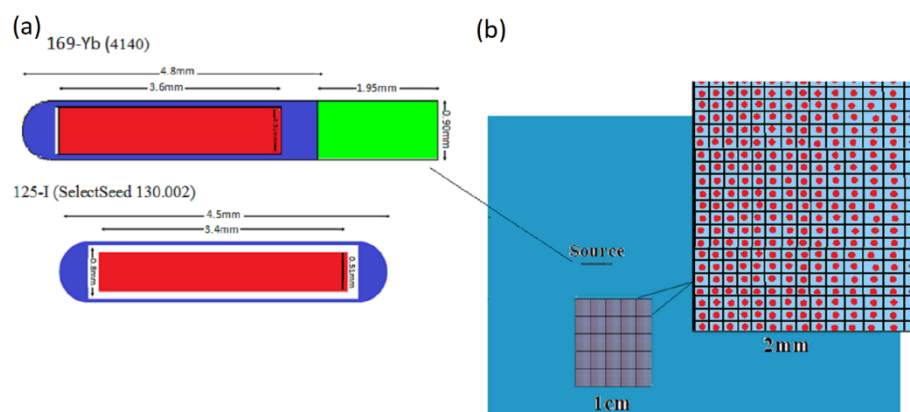 (a)
169-Yb (4140)
4.8mm
3.6mm
1.95mm
0.90mm
125-I (SelectSeed 130.002)
4.5mm
3.4mm
0.8mm
0.51mm
(b)
Source
1cm
2mm